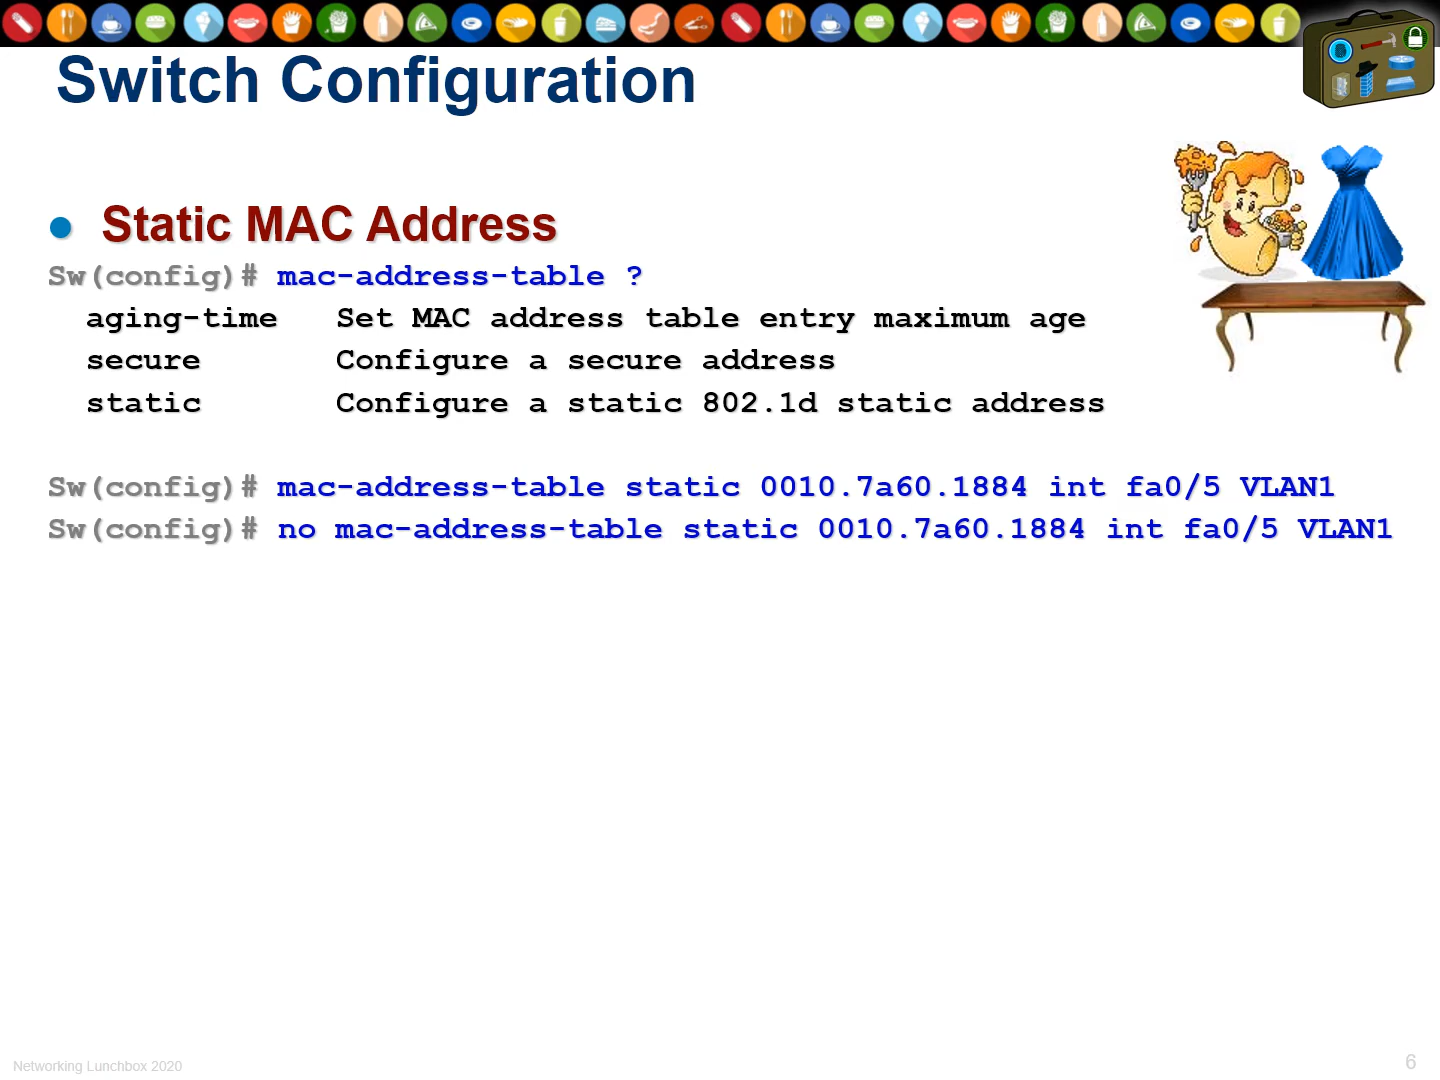 Switch Configuration
Static MAC Address
Sw(config)# mac-address-table ?
aging-time Set MAC address table entry maximum age
secure Configure a secure address
static Configure a static 802.1d static address
Sw(config)# mac-address-table static 0010.7a60.1884 int fa0/5 VLAN1
Sw(config)# no mac-address-table static 0010.7a60.1884 int fa0/5 VLAN1
Networking Lunchbox 2020
6